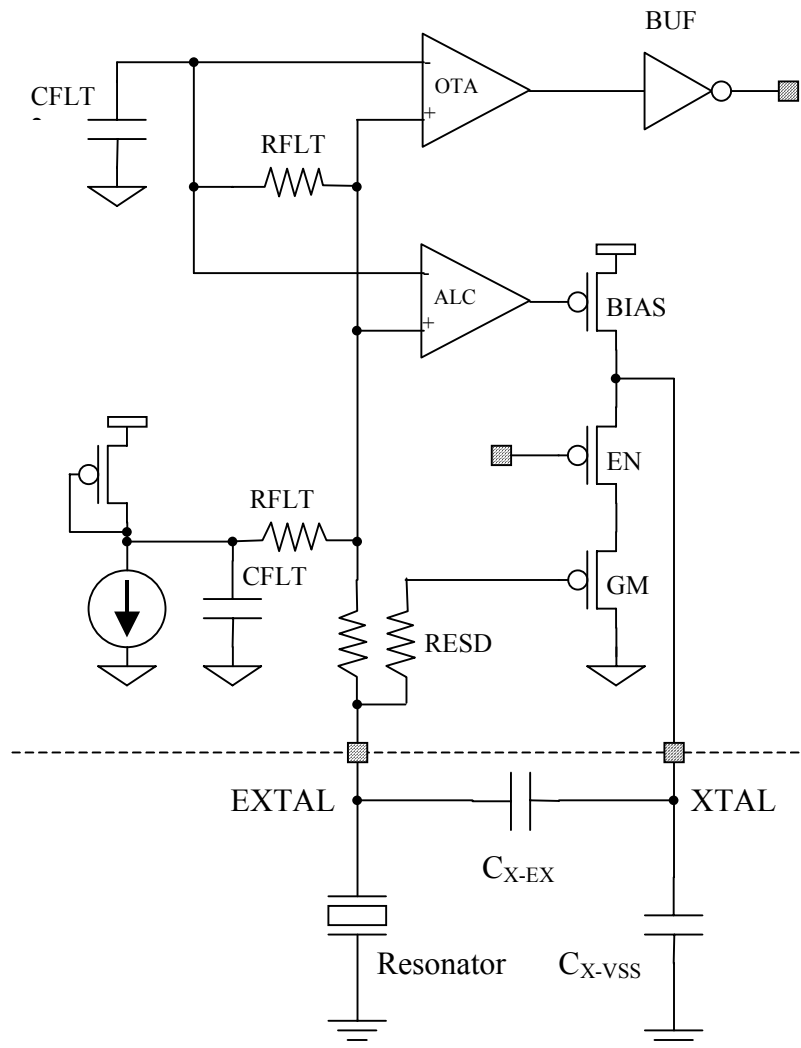 BUF
CFLT
-
OTA
+
RFLT
-
ALC
+
BIAS
EN
RFLT
CFLT
GM
RESD
EXTAL
XTAL
CX-EX
Resonator
CX-VSS